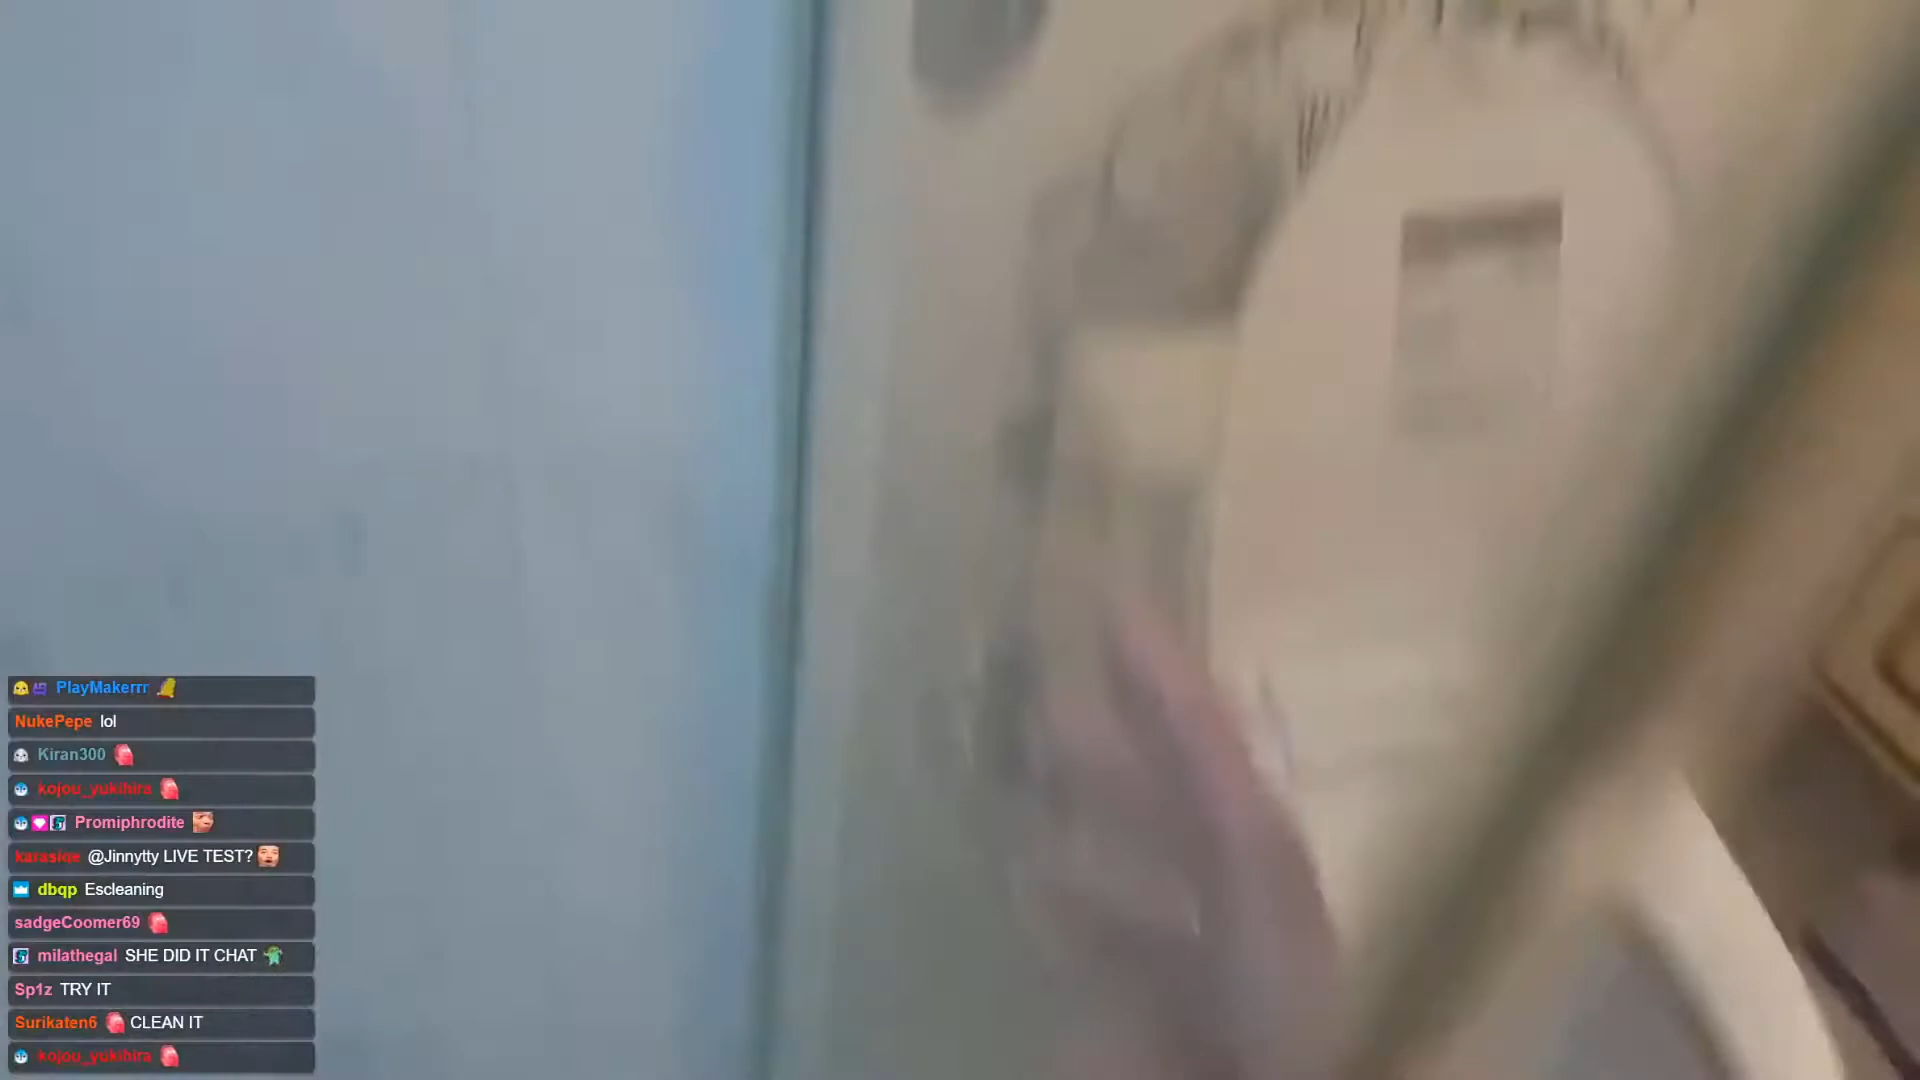 PlayMakerrr
NukePepe lol
Kiran300
kojou_yukihira
Promiphrodite
karasique @Jinnytty LIVE TEST?
dbqp Escleaning
sadgeCoomer69
milathegal SHE DID IT CHAT
Sp1z TRY IT
Surikaten6 CLEAN IT
kojou_yukihira